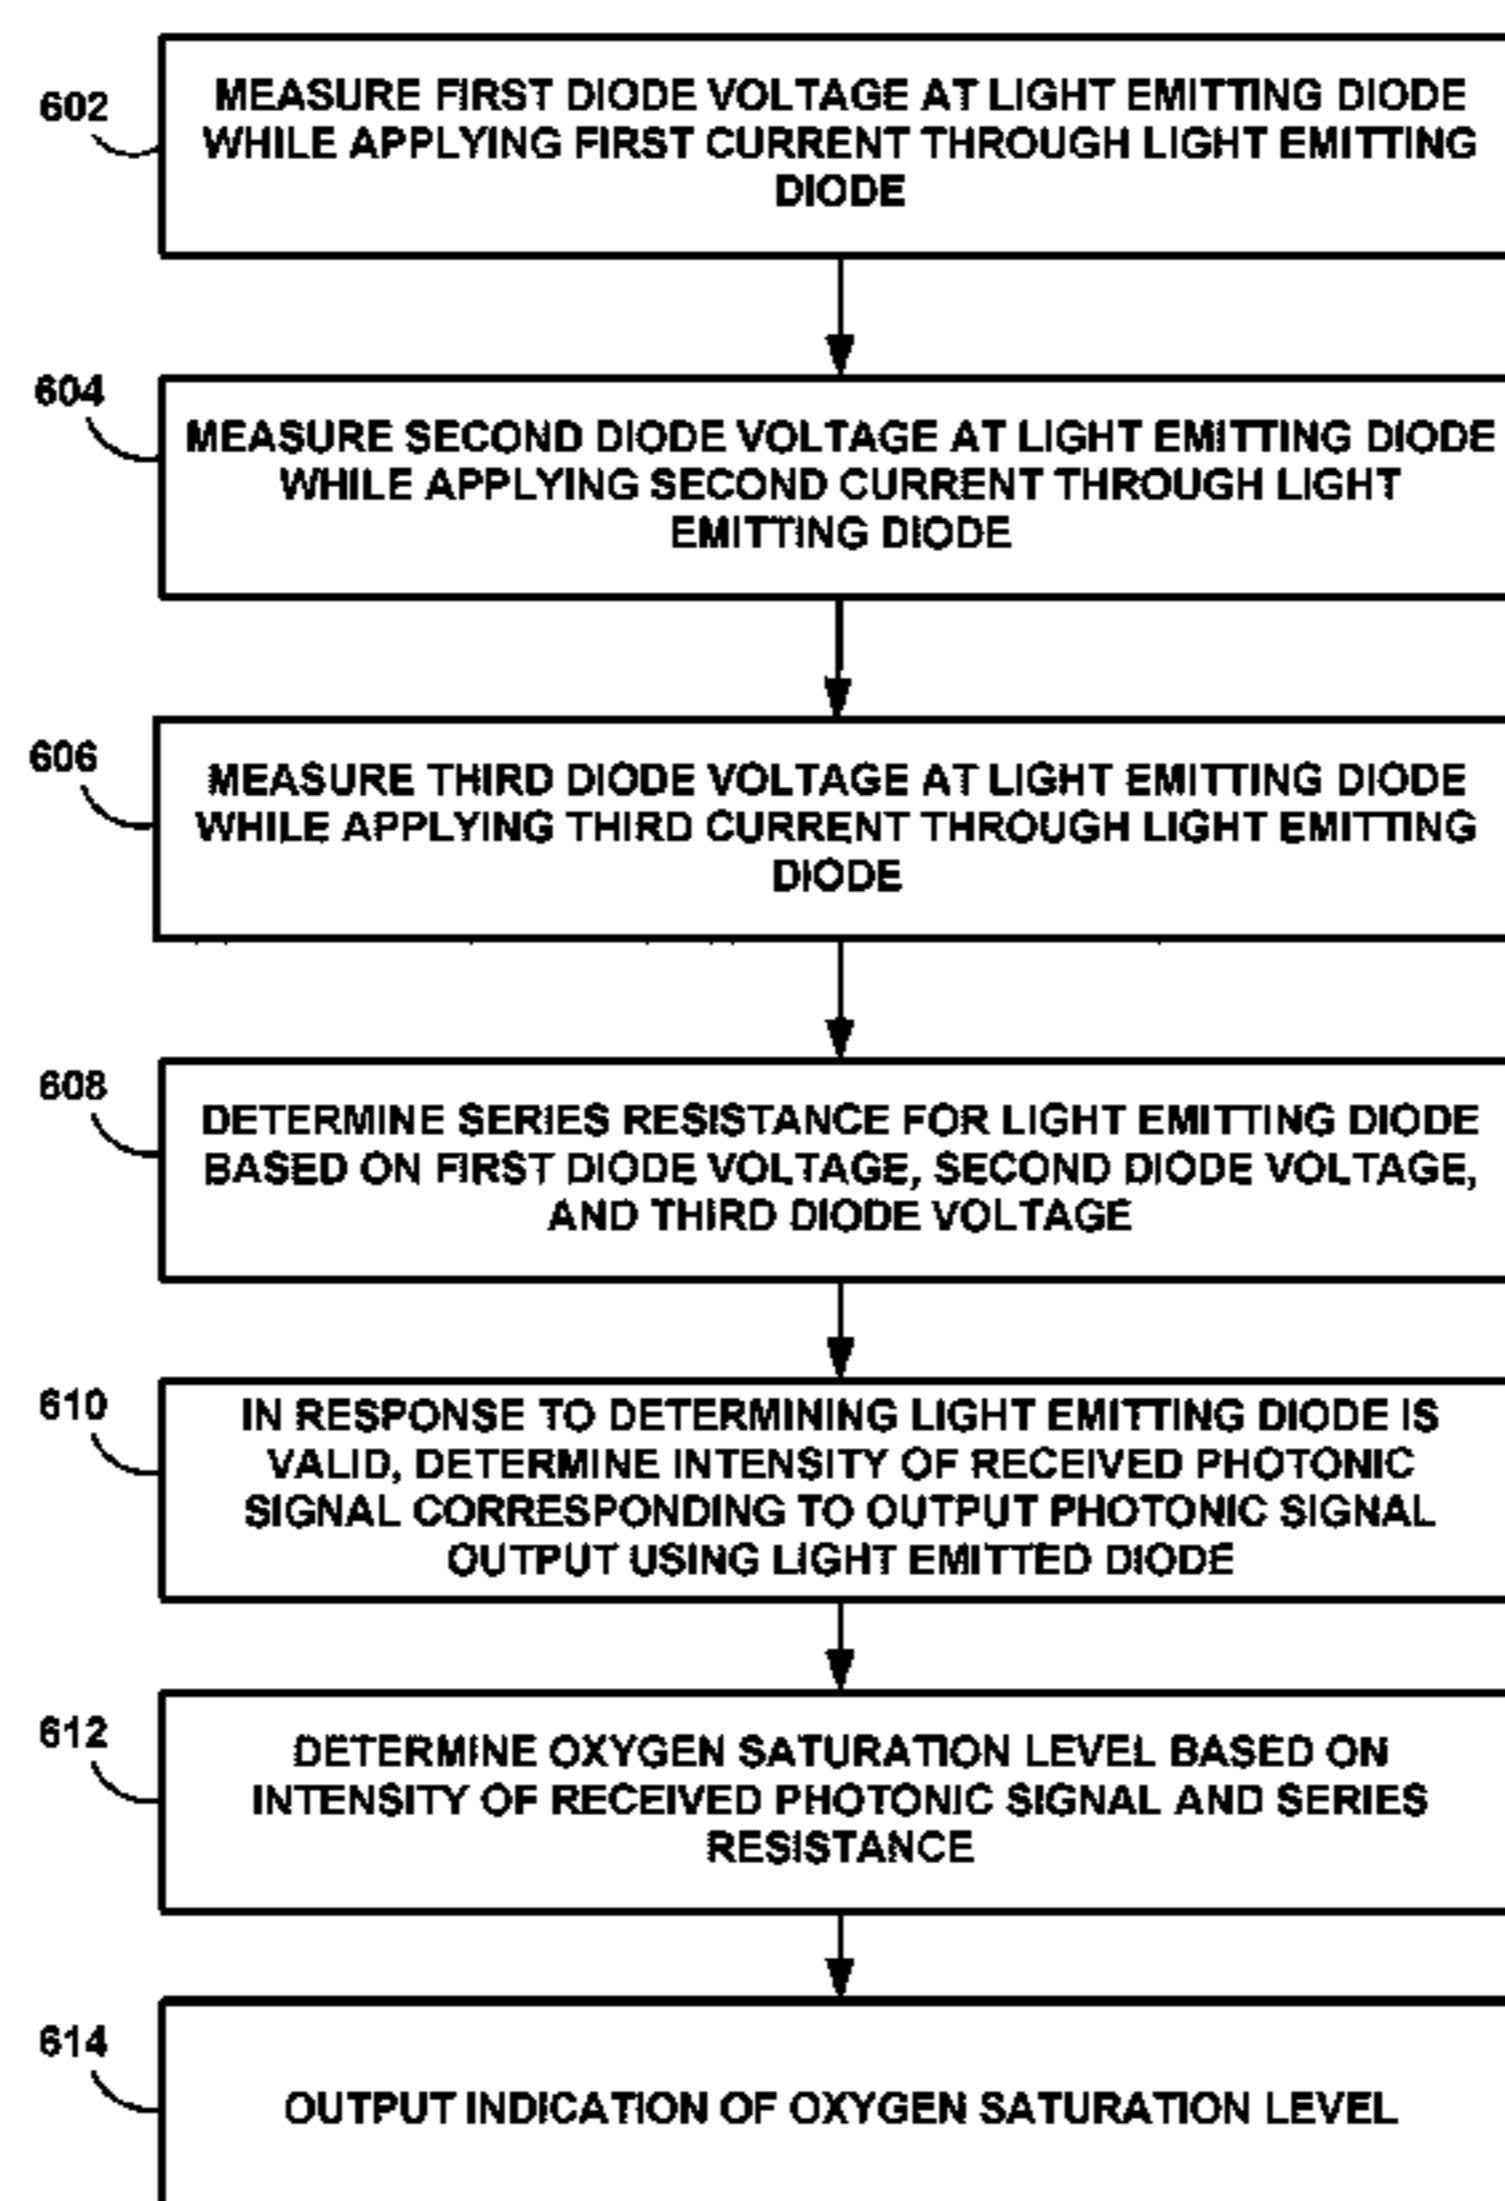 602
MEASURE FIRST DIODE VOLTAGE AT LIGHT EMITTING DIODE
WHILE APPLYING FIRST CURRENT THROUGH LIGHT EMITTING
DIODE
604
MEASURE SECOND DIODE VOLTAGE AT LIGHT EMITTING DIODE
WHILE APPLYING SECOND CURRENT THROUGH LIGHT
EMITTING DIODE
606
MEASURE THIRD DIODE VOLTAGE AT LIGHT EMITTING DIODE
WHILE APPLYING THIRD CURRENT THROUGH LIGHT EMITTING
DIODE
608
DETERMINE SERIES RESISTANCE FOR LIGHT EMITTING DIODE
BASED ON FIRST DIODE VOLTAGE, SECOND DIODE VOLTAGE,
AND THIRD DIODE VOLTAGE
610
IN RESPONSE TO DETERMINING LIGHT EMITTING DIODE IS
VALID, DETERMINE INTENSITY OF RECEIVED PHOTONIC
SIGNAL CORRESPONDING TO OUTPUT PHOTONIC SIGNAL
OUTPUT USING LIGHT EMITTED DIODE
612
DETERMINE OXYGEN SATURATION LEVEL BASED ON
INTENSITY OF RECEIVED PHOTONIC SIGNAL AND SERIES
RESISTANCE
614
OUTPUT INDICATION OF OXYGEN SATURATION LEVEL